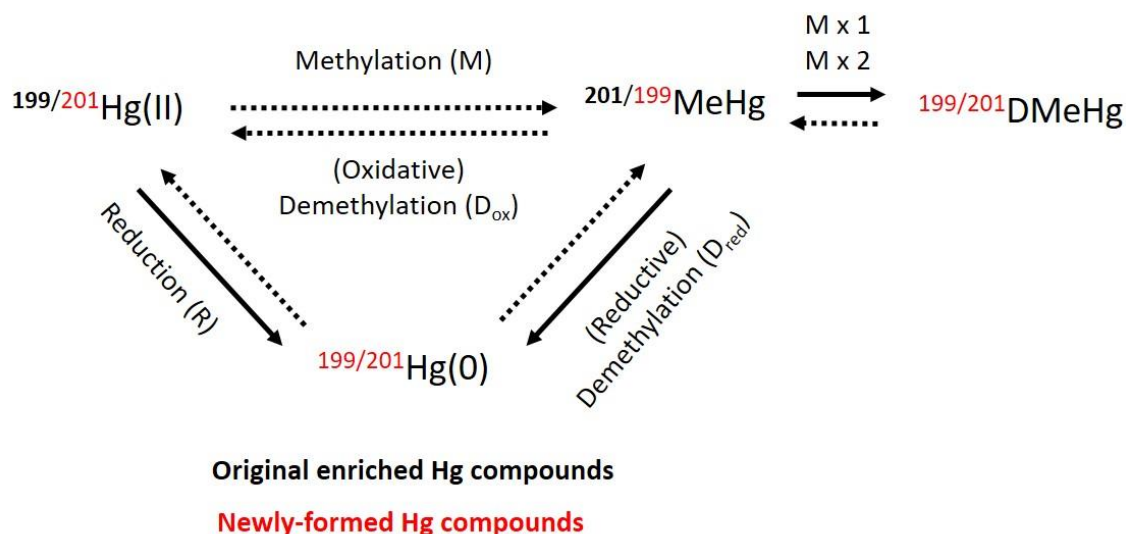 M x 1
M x 2
Methylation (M)
199/201Hg(II)
201/199MeHg
199/201DMeHg
(Oxidative)
Demethylation (Dox)
Reduction (R)
(Reductive)
Demethylation (Dred)
199/201Hg(0)
Original enriched Hg compounds
Newly-formed Hg compounds